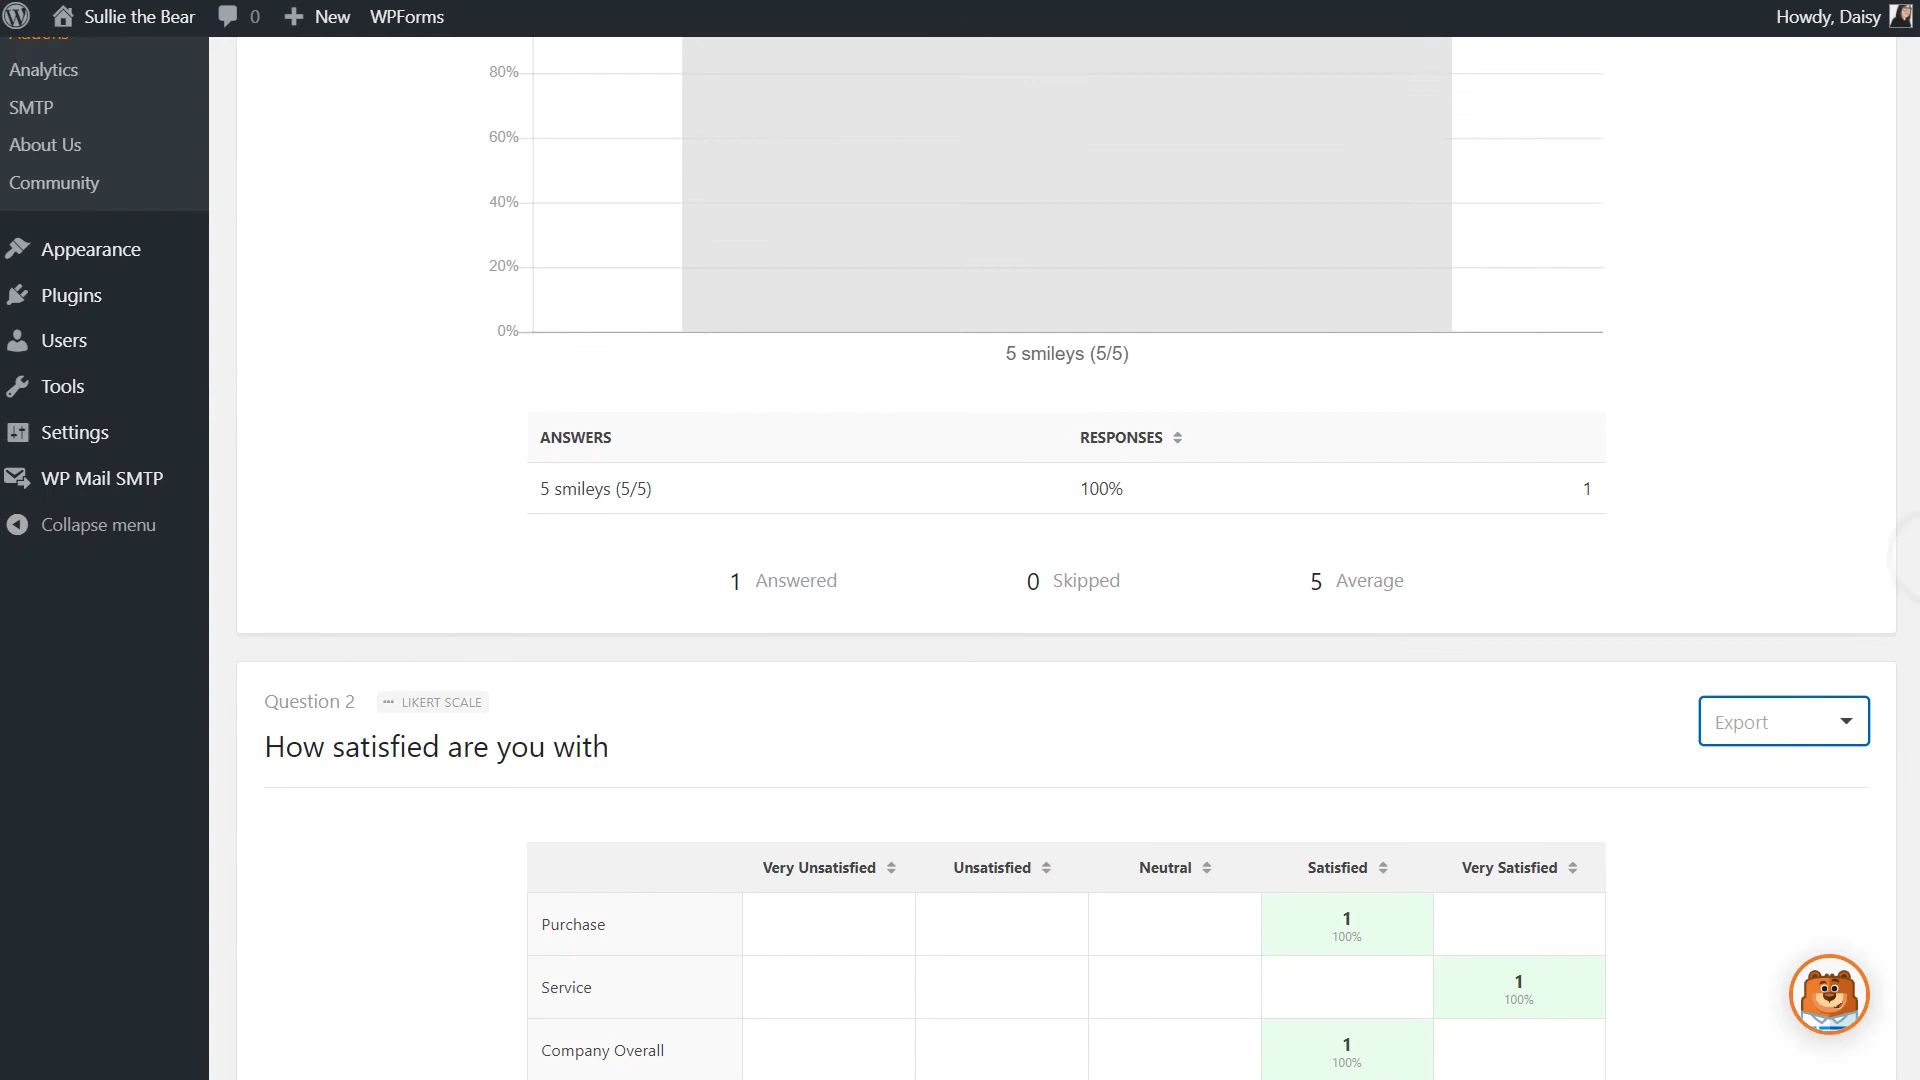 Sullie the Bear 0 New WPForms Howdy, Daisy
Addons
Analytics
SMTP
About Us
Community
Appearance
Plugins
Users
Tools
Settings
WP Mail SMTP
Collapse menu
80%
60%
40%
20%
0%
5 smileys (5/5)
ANSWERS RESPONSES
5 smileys (5/5) 100% 1
1 Answered 0 Skipped 5 Average
Question 2 LIKERT SCALE
Export
How satisfied are you with
Very Unsatisfied Unsatisfied Neutral Satisfied Very Satisfied
Purchase 1 100%
Service 1 100%
Company Overall 1 100%